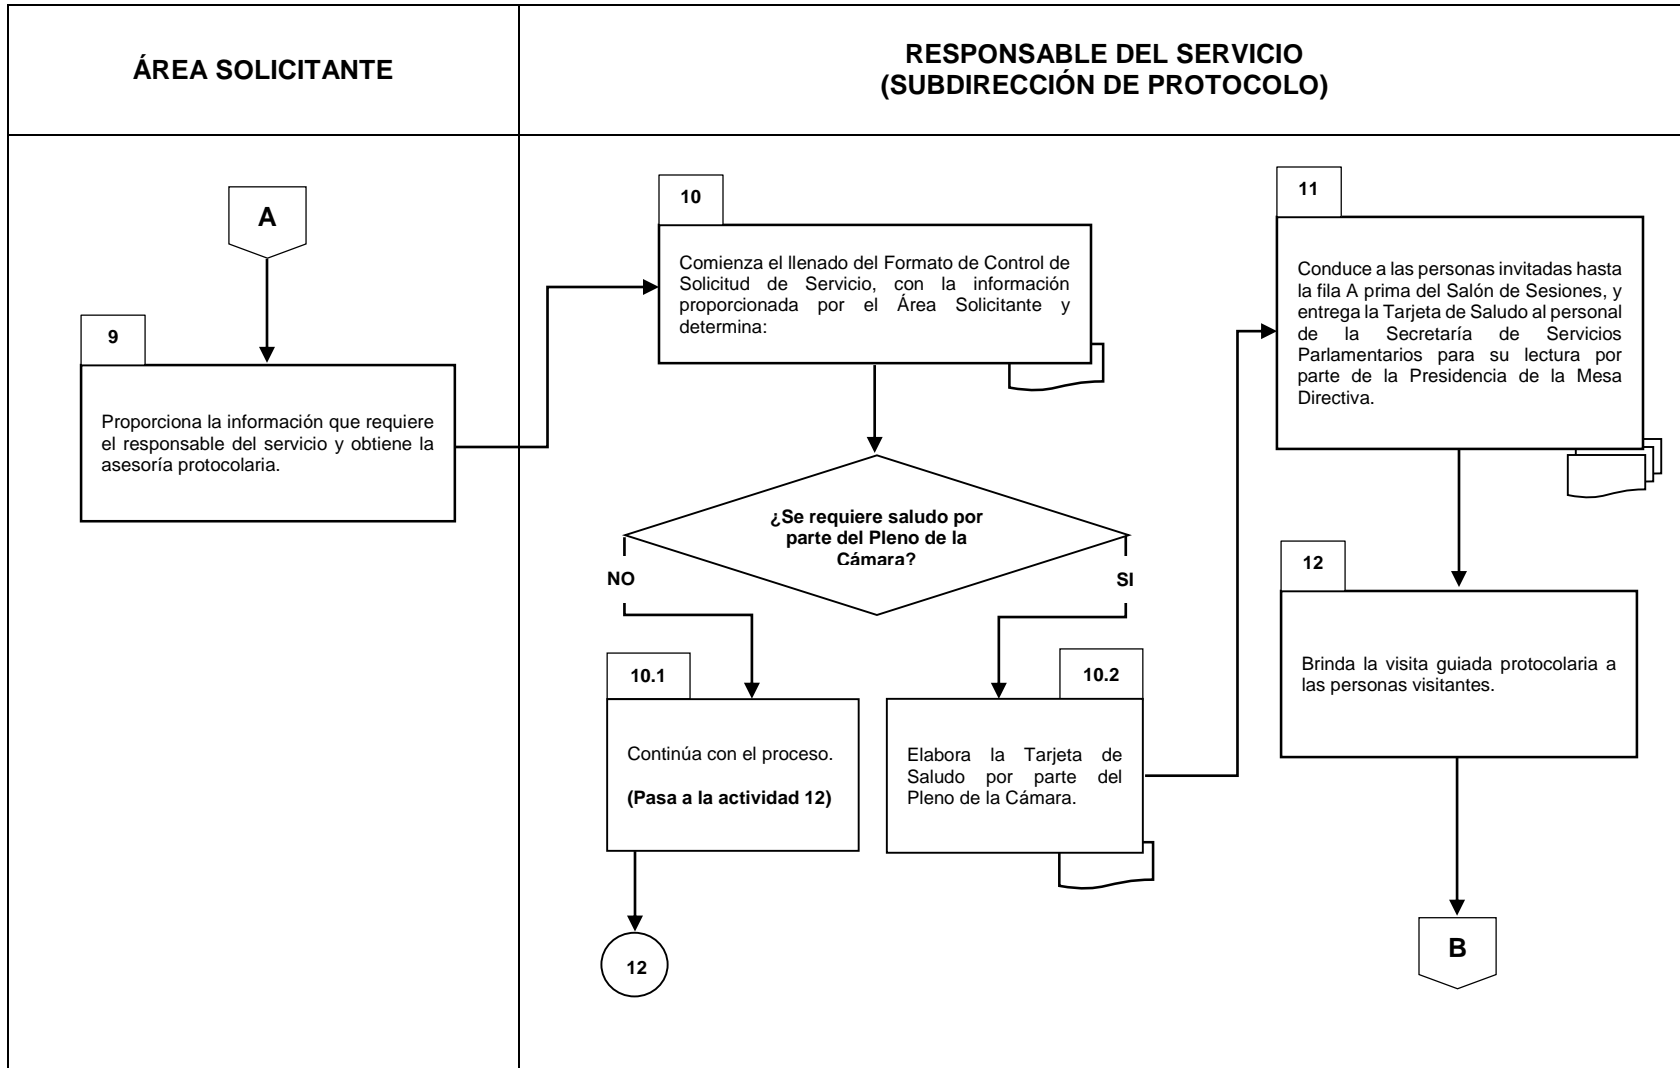 ÁREA SOLICITANTE
RESPONSABLE DEL SERVICIO
(SUBDIRECCIÓN DE PROTOCOLO)
A
9
Proporciona la información que requiere
el responsable del servicio y obtiene la
asesoría protocolaria.
10
Comienza el llenado del Formato de Control de
Solicitud de Servicio, con la información
proporcionada por el Área Solicitante y
determina:
¿Se requiere saludo por
parte del Pleno de la
Cámara?
NO
SI
10.1
Continúa con el proceso.
(Pasa a la actividad 12)
12
10.2
Elabora la Tarjeta de
Saludo por parte del
Pleno de la Cámara.
11
Conduce a las personas invitadas hasta
la fila A prima del Salón de Sesiones, y
entrega la Tarjeta de Saludo al personal
de la Secretaría de Servicios
Parlamentarios para su lectura por
parte de la Presidencia de la Mesa
Directiva.
12
Brinda la visita guiada protocolaria a
las personas visitantes.
B